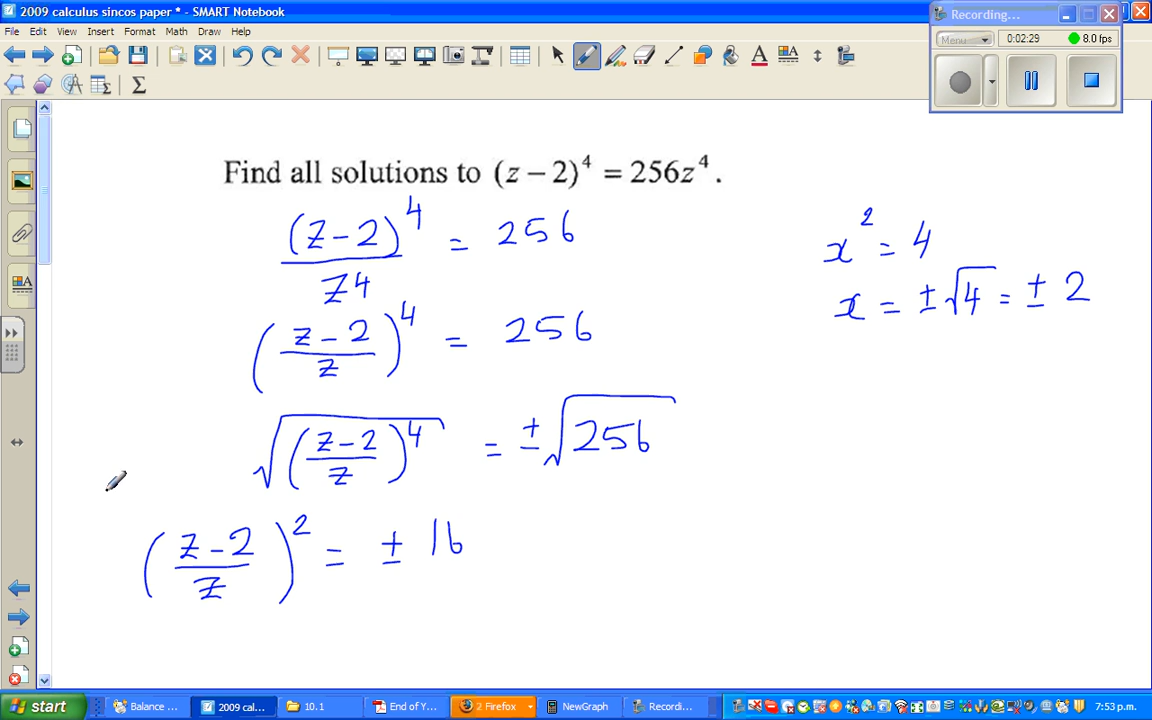 2009 calculus sincos paper * - SMART Notebook
Recording...
File Edit View Insert Format Math Draw Help
Menu 0:02:29 8.0 fps
Find all solutions to (z − 2)⁴ = 256z⁴.
(z-2)⁴ / z⁴ = 256
x² = 4
x = ±√4 = ± 2
((z-2)/z)⁴ = 256
√((z-2)/z)⁴ = ±√256
((z-2)/z)² = ± 16
start Balance ... 2009 cal... 10.1 End of Y... 2 Firefox NewGraph Recordi... 7:53 p.m.